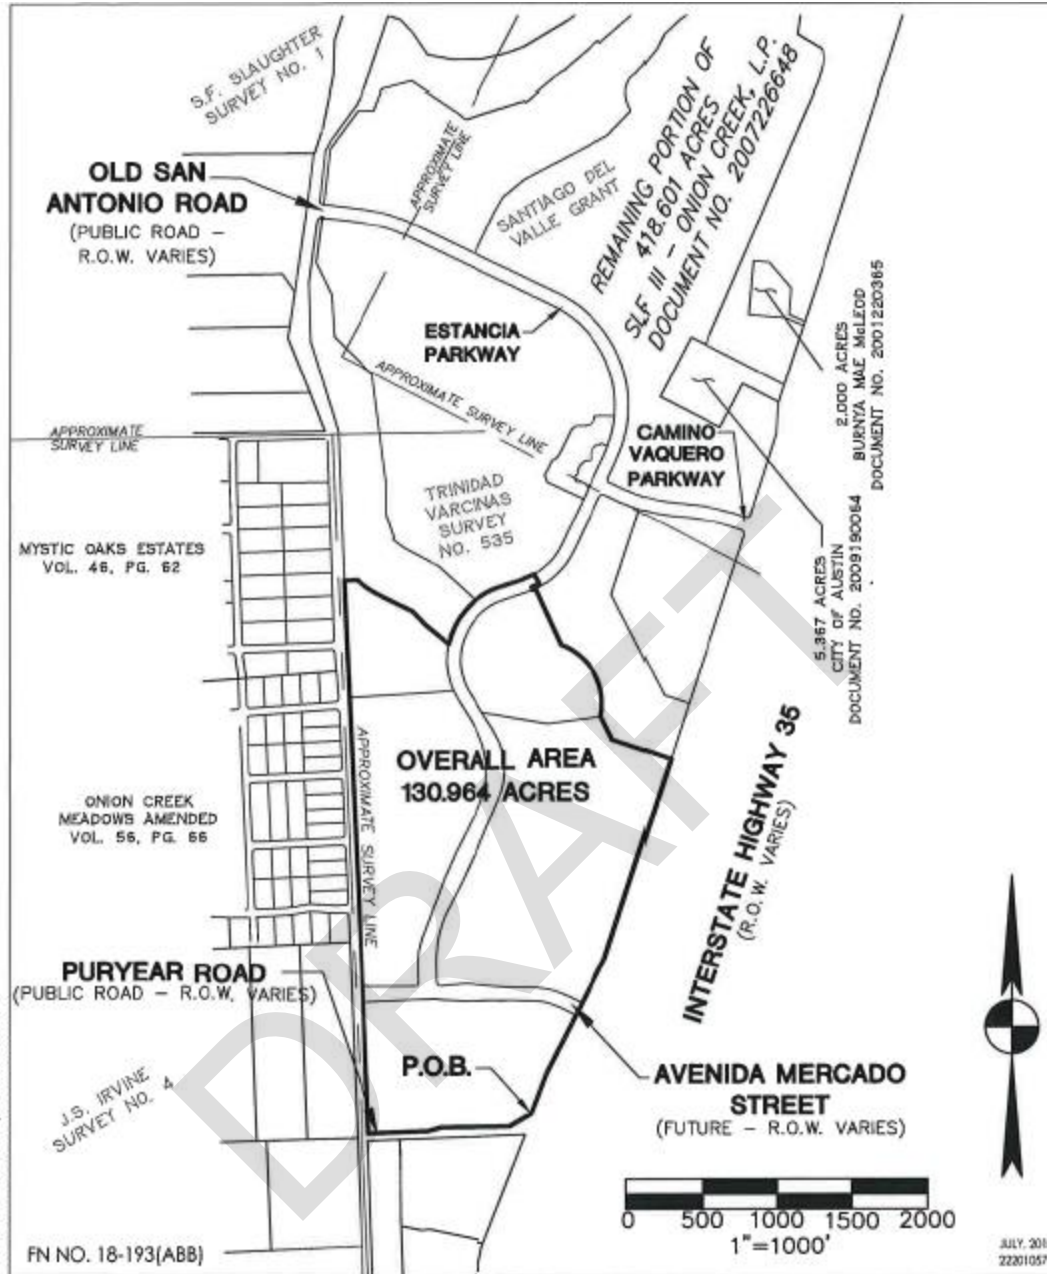 S.F. SLAUGHTER
SURVEY NO. 1
OLD SAN
ANTONIO ROAD
(PUBLIC ROAD –
R.O.W. VARIES)
APPROXIMATE
SURVEY LINE
SANTIAGO DEL
VALLE GRANT
REMAINING PORTION OF
418.601 ACRES
SLF III – ONION CREEK, L.P.
DOCUMENT NO. 2007226648
ESTANCIA
PARKWAY
APPROXIMATE SURVEY LINE
2.000 ACRES
BURNYA MAE McLEOD
DOCUMENT NO. 2001220365
APPROXIMATE
SURVEY LINE
CAMINO
VAQUERO
PARKWAY
TRINIDAD
VARCINAS
SURVEY
NO. 535
MYSTIC OAKS ESTATES
VOL. 46, PG. 62
5.367 ACRES
CITY OF AUSTIN
DOCUMENT NO. 2009190064
OVERALL AREA
130.964 ACRES
APPROXIMATE SURVEY LINE
INTERSTATE HIGHWAY 35
(R.O.W. VARIES)
ONION CREEK
MEADOWS AMENDED
VOL. 56, PG. 66
DRAFT
PURYEAR ROAD
(PUBLIC ROAD – R.O.W. VARIES)
P.O.B.
AVENIDA MERCADO
STREET
(FUTURE – R.O.W. VARIES)
J.S. IRVINE
SURVEY NO. 4
0 500 1000 1500 2000
1"=1000'
FN NO. 18-193(ABB)
JULY, 201
22201057